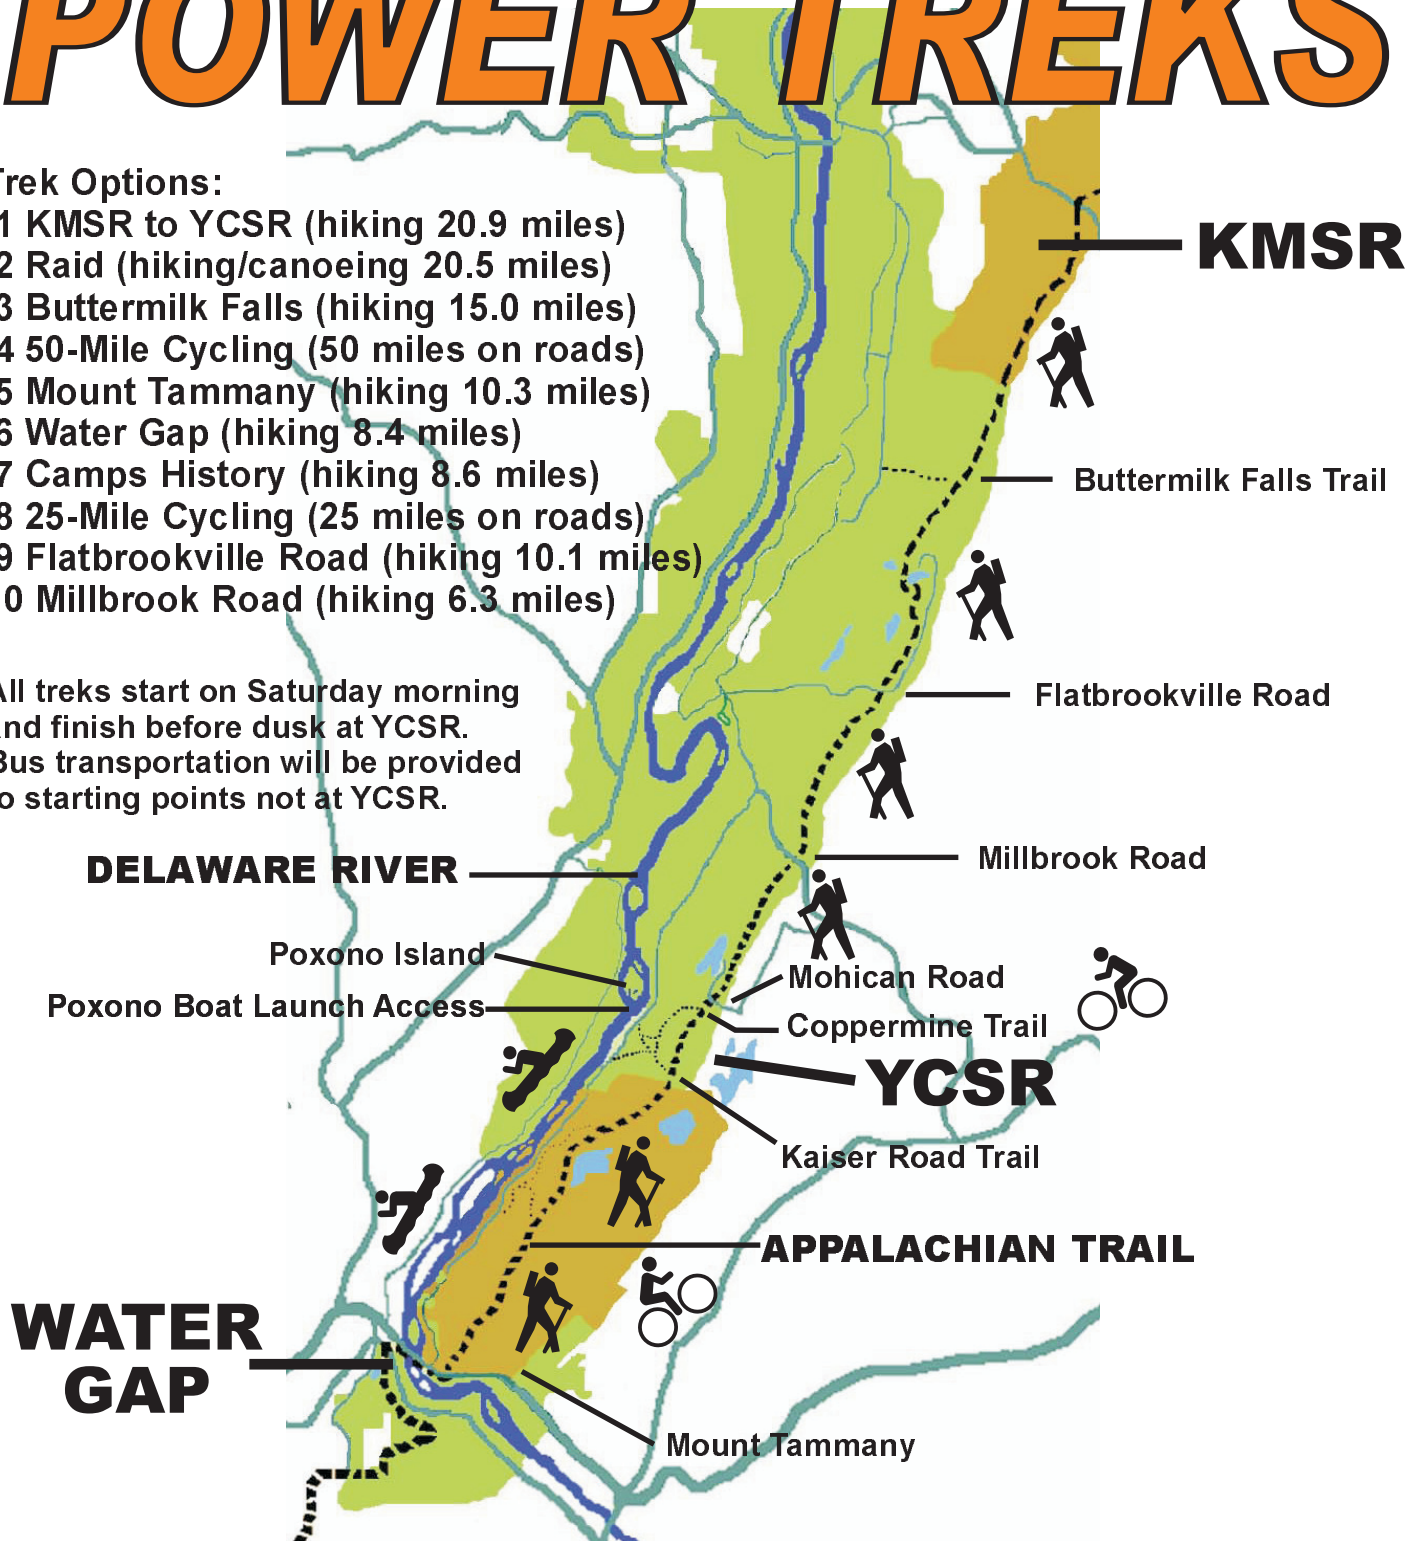 POWER TREKS
Trek Options:
1 KMSR to YCSR (hiking 20.9 miles)
2 Raid (hiking/canoeing 20.5 miles)
3 Buttermilk Falls (hiking 15.0 miles)
4 50-Mile Cycling (50 miles on roads)
5 Mount Tammany (hiking 10.3 miles)
6 Water Gap (hiking 8.4 miles)
7 Camps History (hiking 8.6 miles)
8 25-Mile Cycling (25 miles on roads)
9 Flatbrookville Road (hiking 10.1 miles)
0 Millbrook Road (hiking 6.3 miles)
All treks start on Saturday morning
and finish before dusk at YCSR.
Bus transportation will be provided
to starting points not at YCSR.
KMSR
Buttermilk Falls Trail
Flatbrookville Road
Millbrook Road
DELAWARE RIVER
Poxono Island
Mohican Road
Poxono Boat Launch Access
Coppermine Trail
YCSR
Kaiser Road Trail
APPALACHIAN TRAIL
WATER
GAP
Mount Tammany